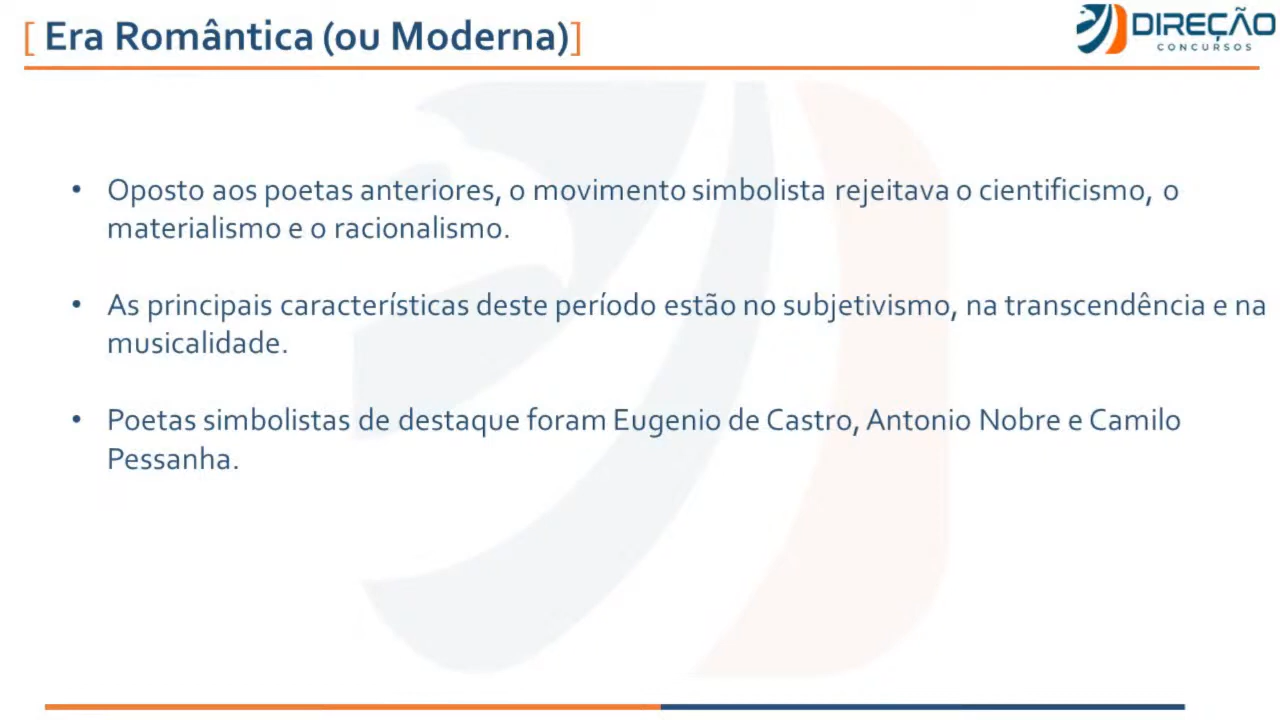 [ Era Romântica (ou Moderna)]
DIREÇÃO
CONCURSOS
• Oposto aos poetas anteriores, o movimento simbolista rejeitava o cientificismo, o
materialismo e o racionalismo.
• As principais características deste período estão no subjetivismo, na transcendência e na
musicalidade.
• Poetas simbolistas de destaque foram Eugenio de Castro, Antonio Nobre e Camilo
Pessanha.